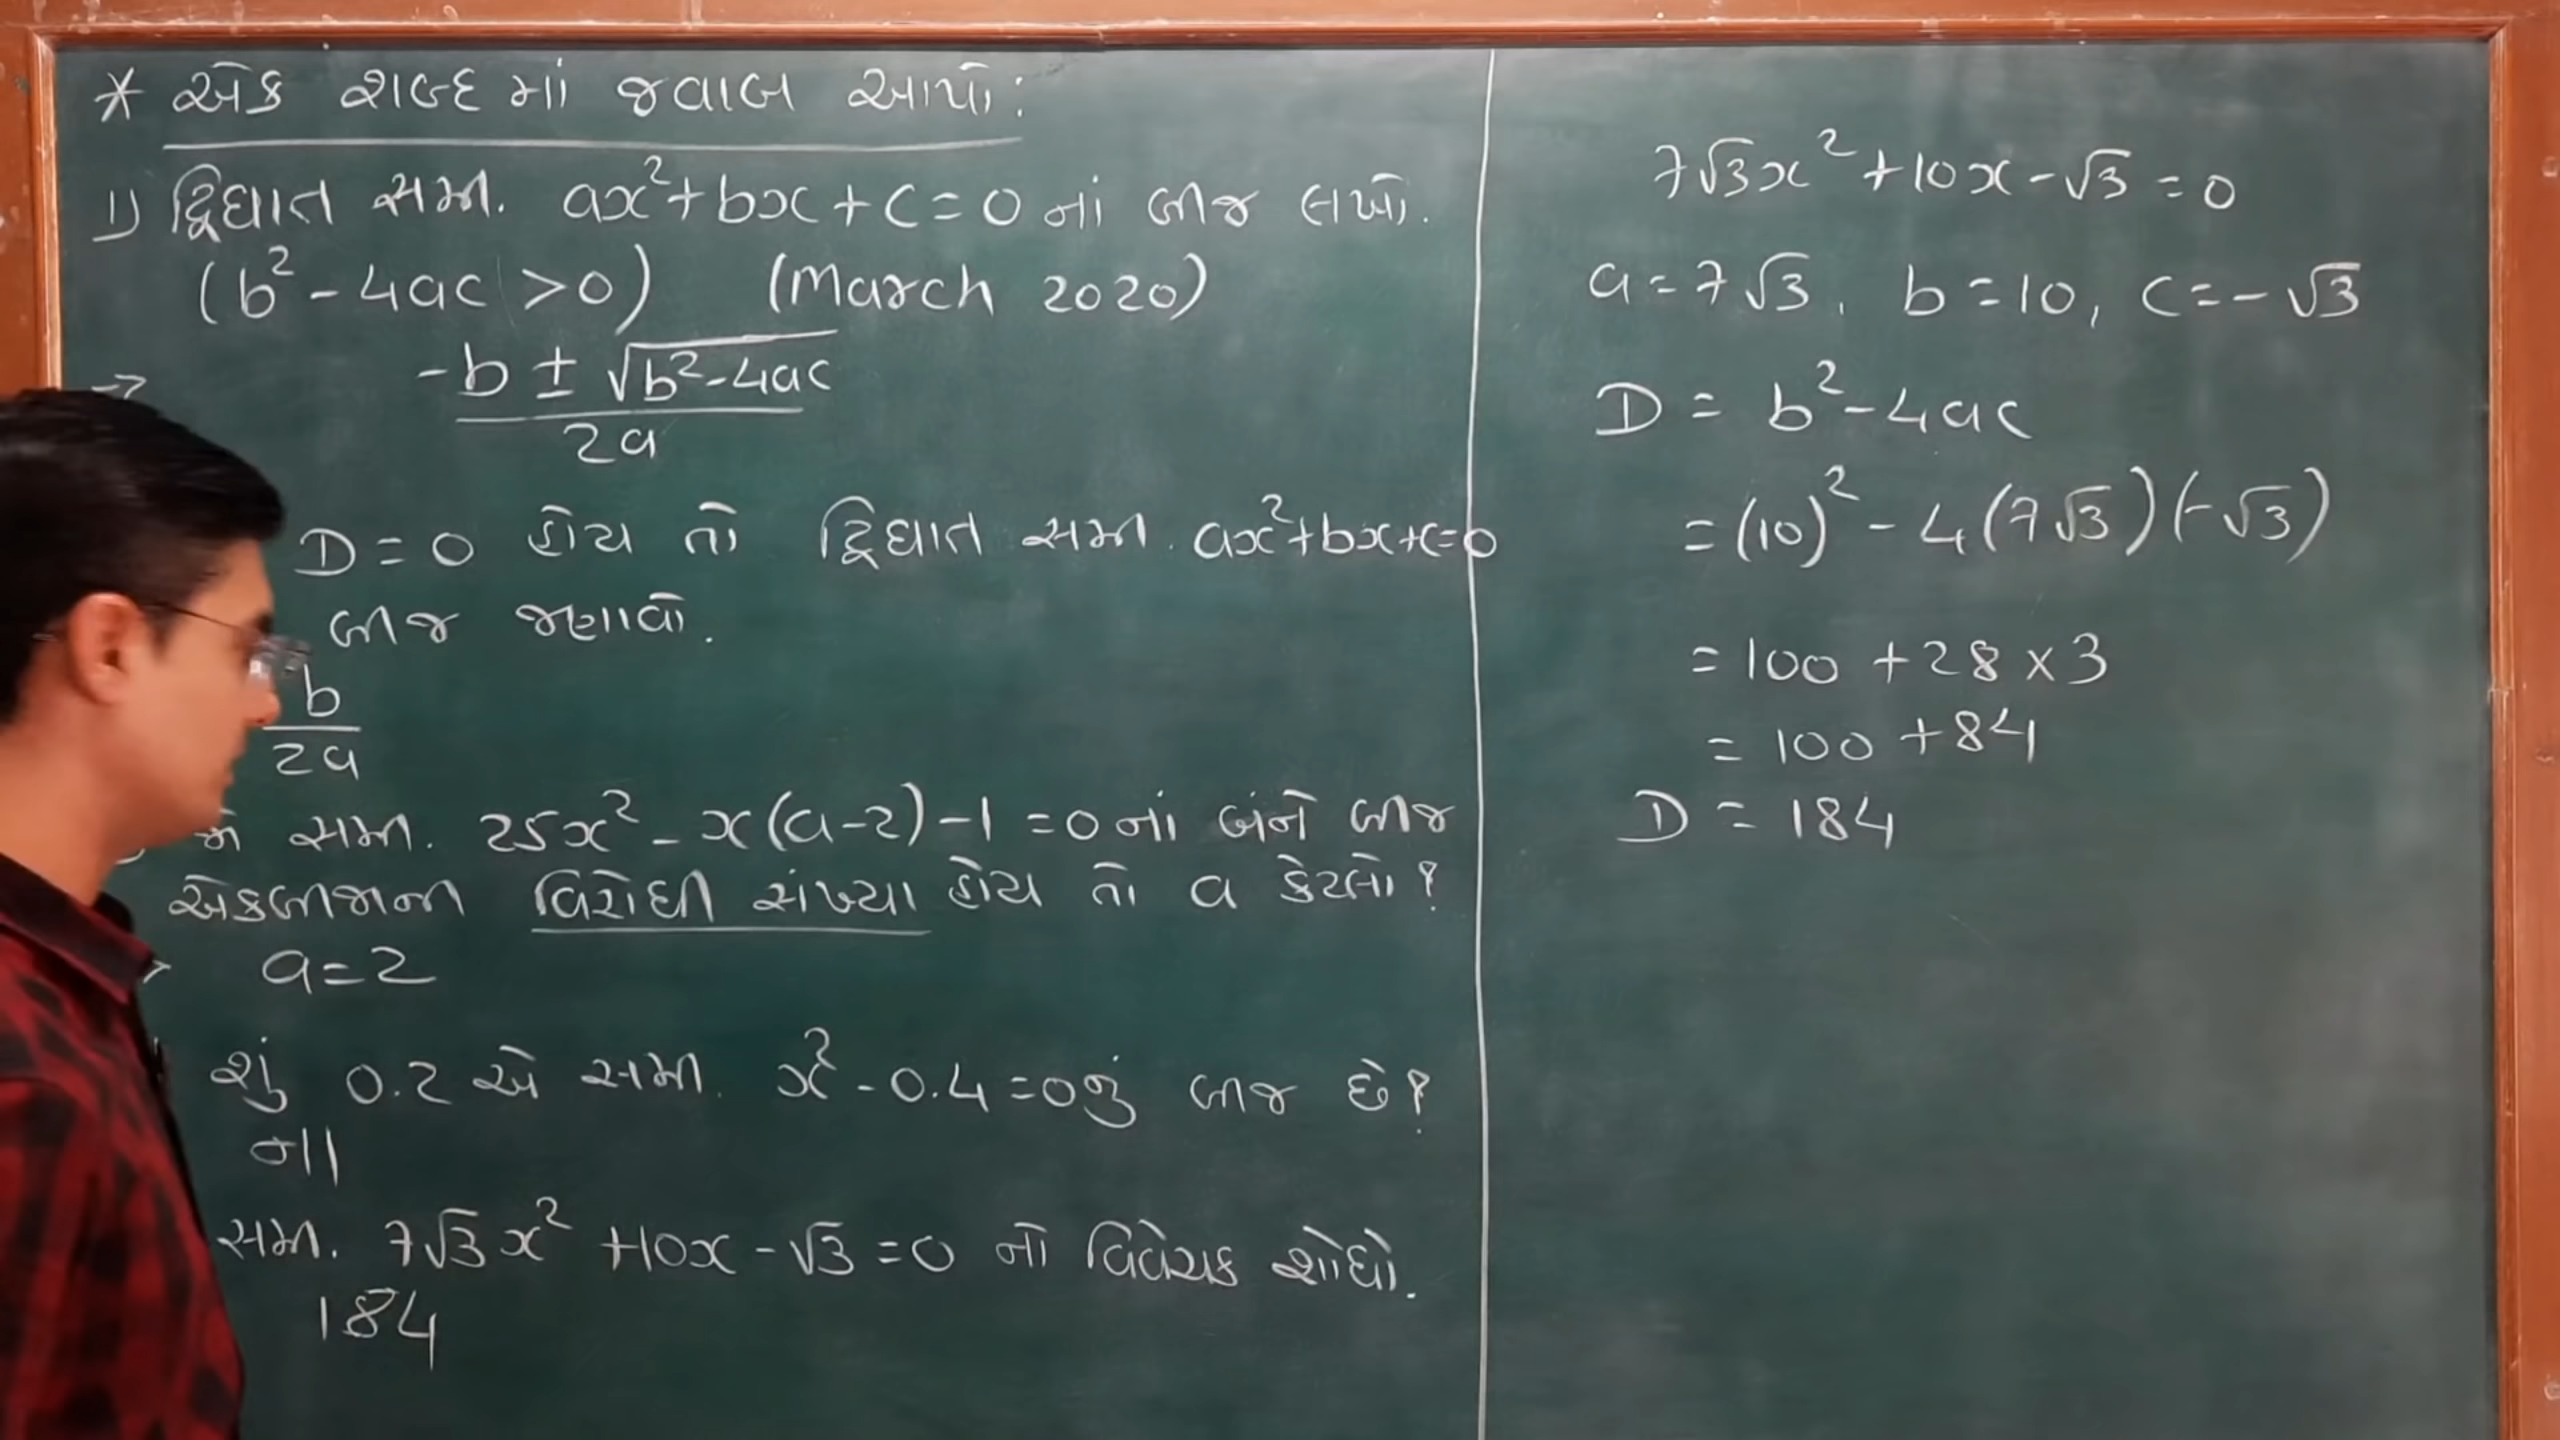 * એક શબ્દ માં જવાબ આપો:
1) દ્વિઘાત સમી. ax²+bx+c=0 નાં બીજ લખો.
(b²-4ac>0) (March 2020)
→ -b ± √b²-4ac
2a
D=0 હોય તો દ્વિઘાત સમી. ax²+bx+c=0
બીજ જણાવો.
b
2a
જો સમી. 25x²-x(a-2)-1=0 નાં બંને બીજ
એકબીજાના વિરોધી સંખ્યા હોય તો a કેટલો?
→ a=2
શું 0.2 એ સમી. x²-0.4=0નું બીજ છે?
ના
સમી. 7√3x²+10x-√3=0 નો વિવેચક શોધો.
184
7√3x²+10x-√3=0
a=7√3, b=10, c=-√3
D = b²-4ac
=(10)²-4(7√3)(-√3)
=100+28×3
=100+84
D = 184